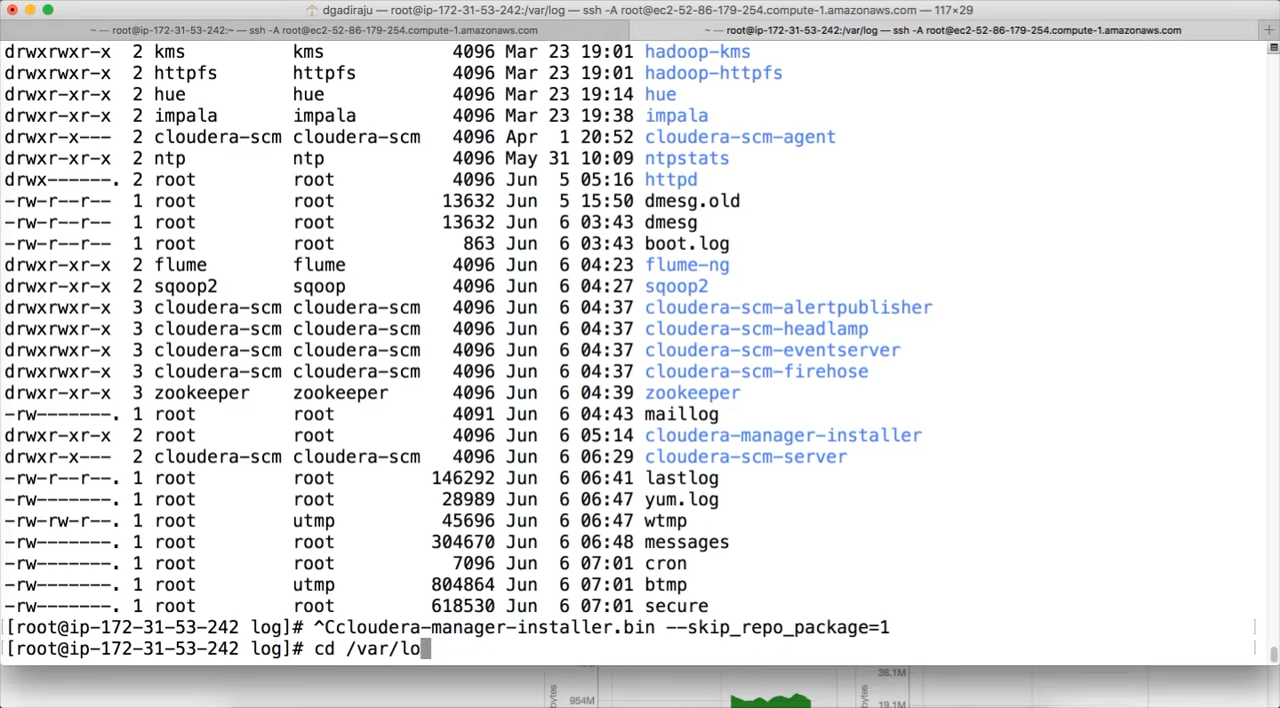 dgadiraju — root@ip-172-31-53-242:/var/log — ssh -A root@ec2-52-86-179-254.compute-1.amazonaws.com — 117×29
~ — root@ip-172-31-53-242:~ — ssh -A root@ec2-52-86-179-254.compute-1.amazonaws.com
~ — root@ip-172-31-53-242:/var/log — ssh -A root@ec2-52-86-179-254.compute-1.amazonaws.com
drwxrwxr-x 2 kms kms 4096 Mar 23 19:01 hadoop-kms
drwxrwxr-x 2 httpfs httpfs 4096 Mar 23 19:01 hadoop-httpfs
drwxr-xr-x 2 hue hue 4096 Mar 23 19:14 hue
drwxr-xr-x 2 impala impala 4096 Mar 23 19:38 impala
drwxr-x--- 2 cloudera-scm cloudera-scm 4096 Apr 1 20:52 cloudera-scm-agent
drwxr-xr-x 2 ntp ntp 4096 May 31 10:09 ntpstats
drwx------. 2 root root 4096 Jun 5 05:16 httpd
-rw-r--r-- 1 root root 13632 Jun 5 15:50 dmesg.old
-rw-r--r-- 1 root root 13632 Jun 6 03:43 dmesg
-rw-r--r-- 1 root root 863 Jun 6 03:43 boot.log
drwxr-xr-x 2 flume flume 4096 Jun 6 04:23 flume-ng
drwxr-xr-x 2 sqoop2 sqoop 4096 Jun 6 04:27 sqoop2
drwxrwxr-x 3 cloudera-scm cloudera-scm 4096 Jun 6 04:37 cloudera-scm-alertpublisher
drwxrwxr-x 3 cloudera-scm cloudera-scm 4096 Jun 6 04:37 cloudera-scm-headlamp
drwxrwxr-x 3 cloudera-scm cloudera-scm 4096 Jun 6 04:37 cloudera-scm-eventserver
drwxrwxr-x 3 cloudera-scm cloudera-scm 4096 Jun 6 04:37 cloudera-scm-firehose
drwxr-xr-x 3 zookeeper zookeeper 4096 Jun 6 04:39 zookeeper
-rw-------. 1 root root 4091 Jun 6 04:43 maillog
drwxr-xr-x 2 root root 4096 Jun 6 05:14 cloudera-manager-installer
drwxr-x--- 2 cloudera-scm cloudera-scm 4096 Jun 6 06:29 cloudera-scm-server
-rw-r--r--. 1 root root 146292 Jun 6 06:41 lastlog
-rw-------. 1 root root 28989 Jun 6 06:47 yum.log
-rw-rw-r--. 1 root utmp 45696 Jun 6 06:47 wtmp
-rw-------. 1 root root 304670 Jun 6 06:48 messages
-rw-------. 1 root root 7096 Jun 6 07:01 cron
-rw-------. 1 root utmp 804864 Jun 6 07:01 btmp
-rw-------. 1 root root 618530 Jun 6 07:01 secure
[root@ip-172-31-53-242 log]# ^Ccloudera-manager-installer.bin --skip_repo_package=1
[root@ip-172-31-53-242 log]# cd /var/lo
38.1M
954M
19.1M